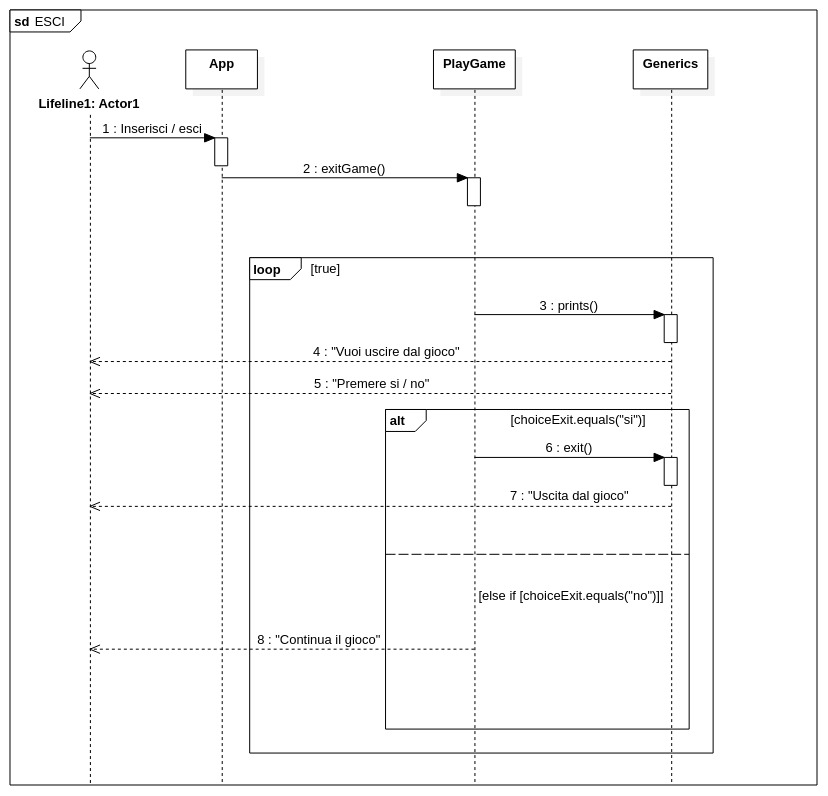 sd ESCI
App
PlayGame
Generics
Lifeline1: Actor1
1 : Inserisci / esci
2 : exitGame()
loop [true]
3 : prints()
4 : "Vuoi uscire dal gioco"
5 : "Premere si / no"
alt [choiceExit.equals("si")]
6 : exit()
7 : "Uscita dal gioco"
[else if [choiceExit.equals("no")]]
8 : "Continua il gioco"